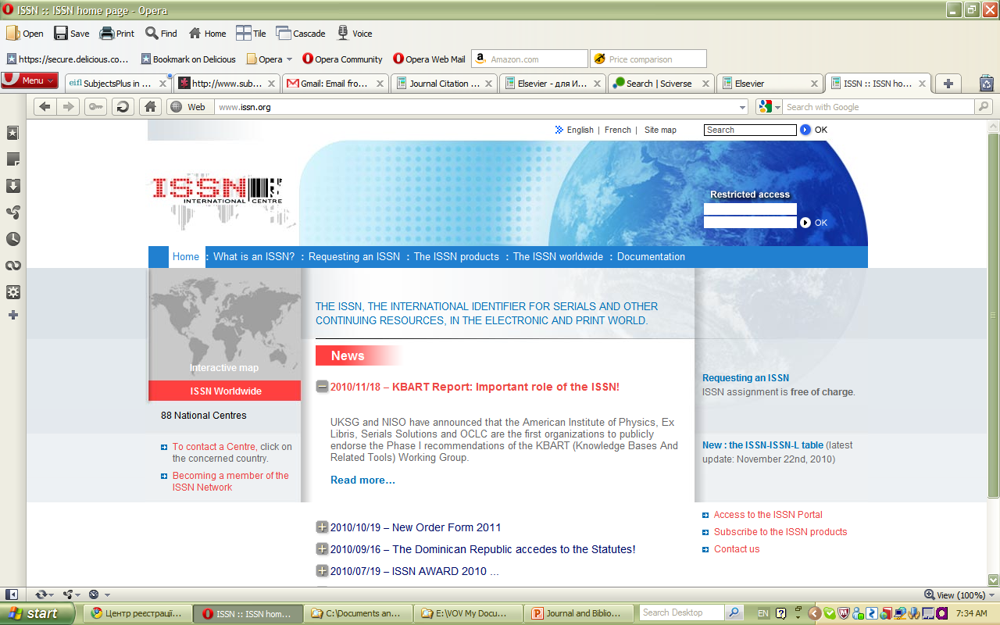 ISSN :: ISSN home page - Opera
Open Save Print Find Home Tile Cascade Voice
https://secure.delicious.co... Bookmark on Delicious Opera Opera Community Opera Web Mail Amazon.com Price comparison
Menu eifl SubjectsPlus in ... http://www.sub... Gmail: Email fro... Journal Citation ... Elsevier - для И... Search | Sciverse Elsevier ISSN :: ISSN ho...
Web www.issn.org Search with Google
English | French | Site map Search OK
ISSN
INTERNATIONAL CENTRE
Restricted access
OK
Home : What is an ISSN? : Requesting an ISSN : The ISSN products : The ISSN worldwide : Documentation
Interactive map
ISSN Worldwide
88 National Centres
To contact a Centre, click on
the concerned country.
Becoming a member of the
ISSN Network
THE ISSN, THE INTERNATIONAL IDENTIFIER FOR SERIALS AND OTHER
CONTINUING RESOURCES, IN THE ELECTRONIC AND PRINT WORLD.
News
2010/11/18 – KBART Report: Important role of the ISSN!
UKSG and NISO have announced that the American Institute of Physics, Ex
Libris, Serials Solutions and OCLC are the first organizations to publicly
endorse the Phase I recommendations of the KBART (Knowledge Bases And
Related Tools) Working Group.
Read more...
2010/10/19 – New Order Form 2011
2010/09/16 – The Dominican Republic accedes to the Statutes!
2010/07/19 – ISSN AWARD 2010 ...
Requesting an ISSN
ISSN assignment is free of charge.
New : the ISSN-ISSN-L table (latest
update: November 22nd, 2010)
Access to the ISSN Portal
Subscribe to the ISSN products
Contact us
View (100%)
start Центр реєстраці... ISSN :: ISSN hom... C:\Documents an... E:\VOV My Docu... Journal and Biblio... Search Desktop EN 7:34 AM